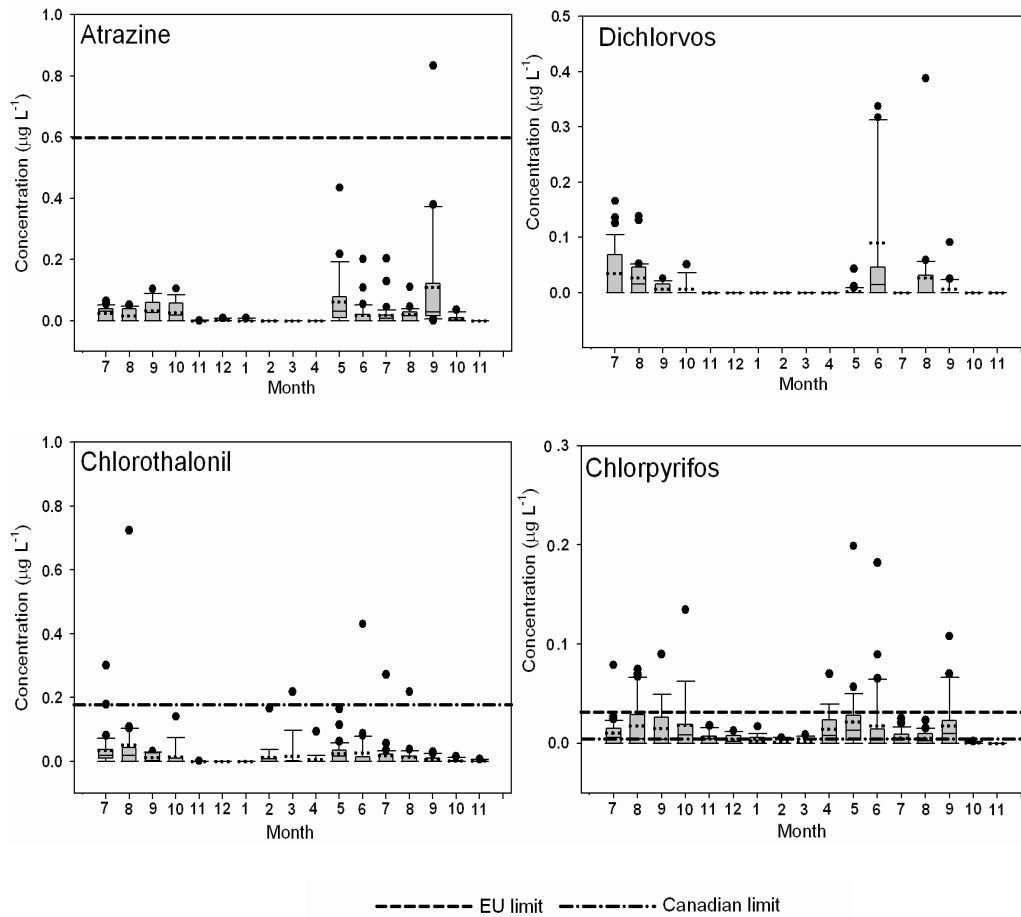 Atrazine
Concentration (μg L⁻¹)
1.0
0.8
0.6
0.4
0.2
0.0
7 8 9 10 11 12 1 2 3 4 5 6 7 8 9 10 11
Month
Dichlorvos
Concentration (μg L⁻¹)
0.5
0.4
0.3
0.2
0.1
0.0
7 8 9 10 11 12 1 2 3 4 5 6 7 8 9 10 11
Month
Chlorothalonil
Concentration (μg L⁻¹)
1.0
0.8
0.6
0.4
0.2
0.0
7 8 9 10 11 12 1 2 3 4 5 6 7 8 9 10 11
Month
Chlorpyrifos
Concentration (μg L⁻¹)
0.3
0.2
0.1
0.0
7 8 9 10 11 12 1 2 3 4 5 6 7 8 9 10 11
Month
EU limit
Canadian limit